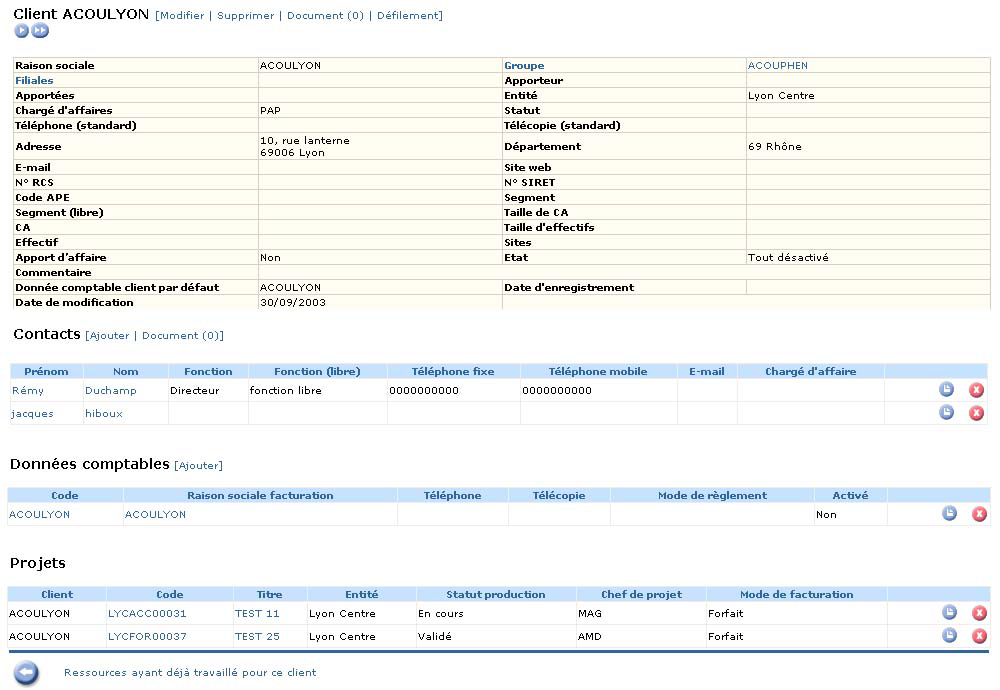 Client ACOULYON [Modifier | Supprimer | Document (0) | Défilement]
Raison sociale ACOULYON Groupe ACOUPHEN
Filiales Apporteur
Apportées Entité Lyon Centre
Chargé d'affaires PAP Statut
Téléphone (standard) Télécopie (standard)
Adresse 10, rue lanterne
69006 Lyon Département 69 Rhône
E-mail Site web
N° RCS N° SIRET
Code APE Segment
Segment (libre) Taille de CA
CA Taille d'effectifs
Effectif Sites
Apport d'affaire Non Etat Tout désactivé
Commentaire
Donnée comptable client par défaut ACOULYON Date d'enregistrement
Date de modification 30/09/2003
Contacts [Ajouter | Document (0)]
Prénom Nom Fonction Fonction (libre) Téléphone fixe Téléphone mobile E-mail Chargé d'affaire
Rémy Duchamp Directeur fonction libre 0000000000 0000000000
jacques hiboux
Données comptables [Ajouter]
Code Raison sociale facturation Téléphone Télécopie Mode de règlement Activé
ACOULYON ACOULYON Non
Projets
Client Code Titre Entité Statut production Chef de projet Mode de facturation
ACOULYON LYCACC00031 TEST 11 Lyon Centre En cours MAG Forfait
ACOULYON LYCFOR00037 TEST 25 Lyon Centre Validé AMD Forfait
Ressources ayant déjà travaillé pour ce client